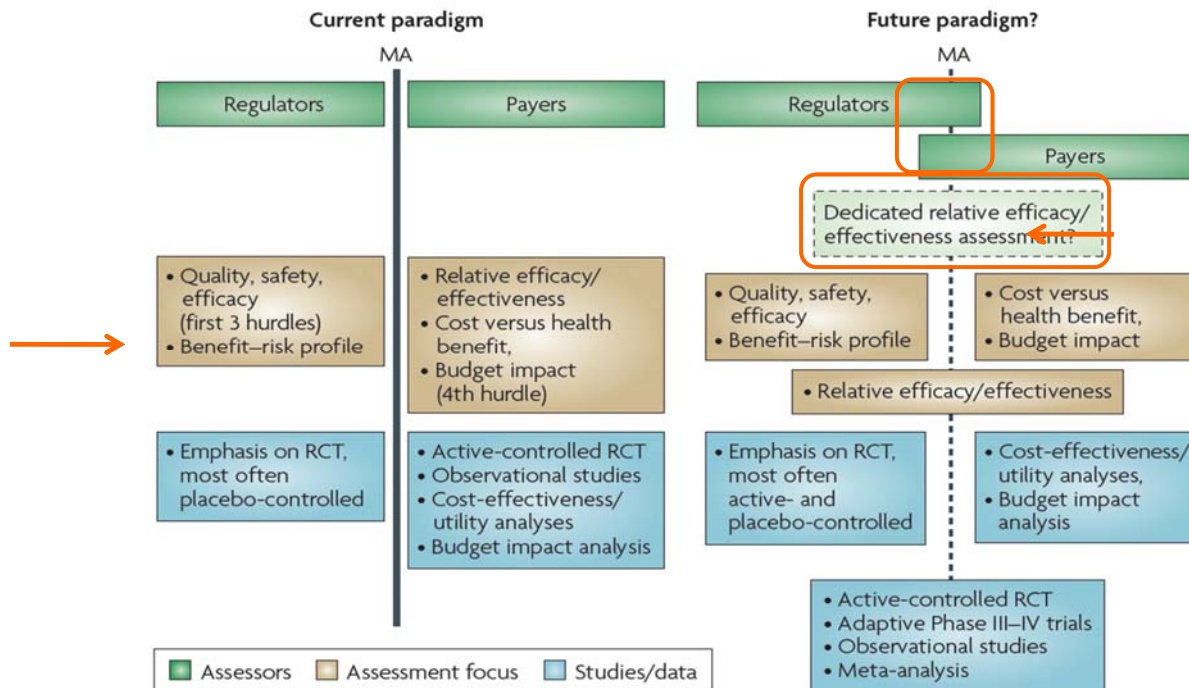 Current paradigm
MA
Regulators
Payers
• Quality, safety,
efficacy
(first 3 hurdles)
• Benefit–risk profile
• Relative efficacy/
effectiveness
• Cost versus health
benefit,
• Budget impact
(4th hurdle)
• Emphasis on RCT,
most often
placebo-controlled
• Active-controlled RCT
• Observational studies
• Cost-effectiveness/
utility analyses
• Budget impact analysis
Future paradigm?
MA
Regulators
Payers
Dedicated relative efficacy/
effectiveness assessment?
• Quality, safety,
efficacy
• Benefit–risk profile
• Cost versus
health benefit,
• Budget impact
• Relative efficacy/effectiveness
• Emphasis on RCT,
most often
active- and
placebo-controlled
• Cost-effectiveness/
utility analyses,
• Budget impact
analysis
• Active-controlled RCT
• Adaptive Phase III–IV trials
• Observational studies
• Meta-analysis
Assessors
Assessment focus
Studies/data